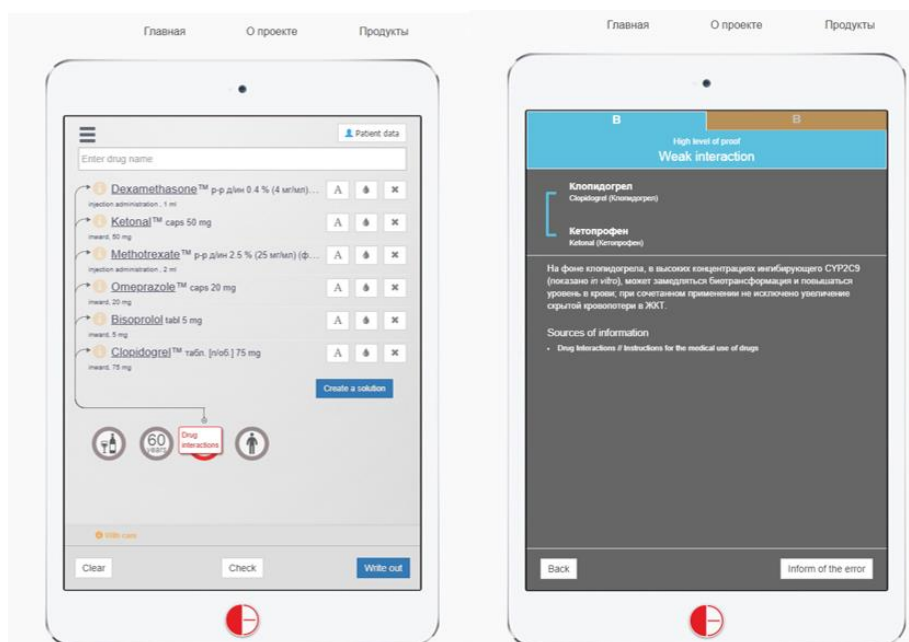 Главная О проекте Продукты
Patient data
Enter drug name
Dexamethasone™ р-р д/ин 0.4 % (4 мг/мл)... A
injection administration , 1 ml
Ketonal™ caps 50 mg A
inward, 50 mg
Methotrexate™ р-р д/ин 2.5 % (25 мг/мл) (ф... A
injection administration , 2 ml
Omeprazole™ caps 20 mg A
inward, 20 mg
Bisoprolol tabl 5 mg A
inward, 5 mg
Clopidogrel™ табл. [п/об.] 75 mg A
inward, 75 mg
Create a solution
60
years
Drug
interactions
With care
Clear Check Write out
Главная О проекте Продукты
B B
High level of proof
Weak interaction
Клопидогрел
Clopidogrel (Клопидогрел)
Кетопрофен
Ketonal (Кетопрофен)
На фоне клопидогрела, в высоких концентрациях ингибирующего CYP2C9
(показано in vitro), может замедляться биотрансформация и повышаться
уровень в крови; при сочетанном применении не исключено увеличение
скрытой кровопотери в ЖКТ.
Sources of information
• Drug Interactions // Instructions for the medical use of drugs
Back Inform of the error